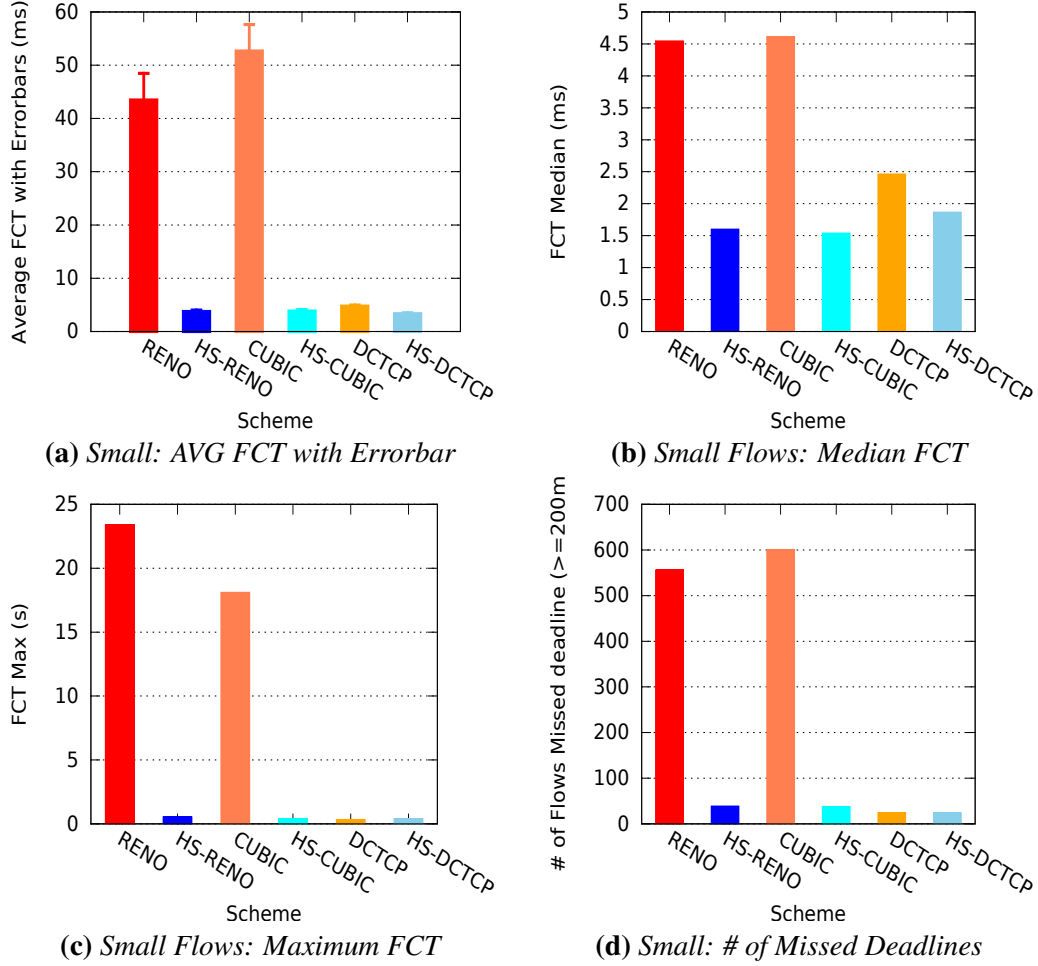 Average FCT with Errorbars (ms)
60
50
40
30
20
10
0
RENO
HS-RENO
CUBIC
HS-CUBIC
DCTCP
HS-DCTCP
Scheme
(a) Small: AVG FCT with Errorbar
FCT Median (ms)
5
4.5
4
3.5
3
2.5
2
1.5
1
0.5
0
RENO
HS-RENO
CUBIC
HS-CUBIC
DCTCP
HS-DCTCP
Scheme
(b) Small Flows: Median FCT
FCT Max (s)
25
20
15
10
5
0
RENO
HS-RENO
CUBIC
HS-CUBIC
DCTCP
HS-DCTCP
Scheme
(c) Small Flows: Maximum FCT
# of Flows Missed deadline (>=200m
700
600
500
400
300
200
100
0
RENO
HS-RENO
CUBIC
HS-CUBIC
DCTCP
HS-DCTCP
Scheme
(d) Small: # of Missed Deadlines